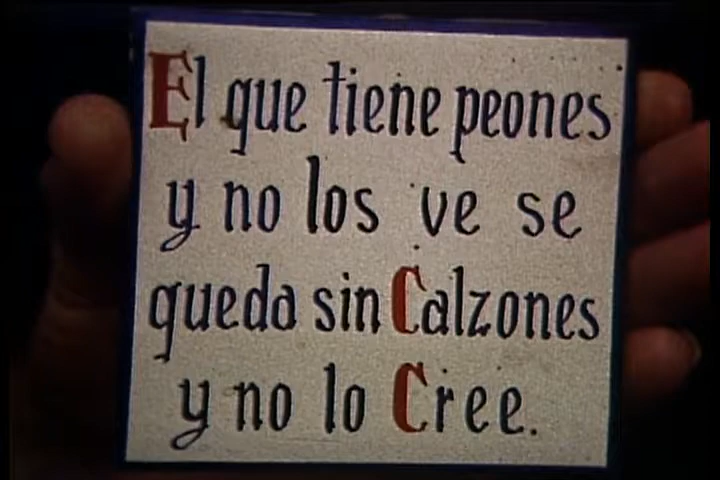 El que tiene peones
y no los ve se
queda sin Calzones
y no lo Cree.